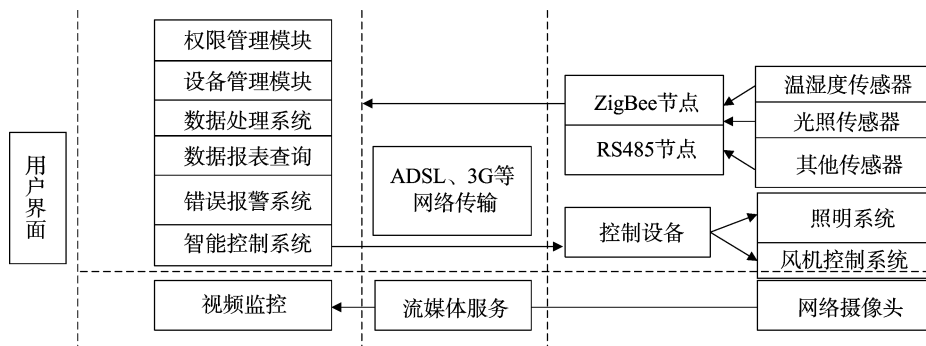 用户界面
权限管理模块
设备管理模块
数据处理系统
数据报表查询
错误报警系统
智能控制系统
视频监控
ADSL、3G等
网络传输
流媒体服务
ZigBee节点
RS485节点
控制设备
温湿度传感器
光照传感器
其他传感器
照明系统
风机控制系统
网络摄像头